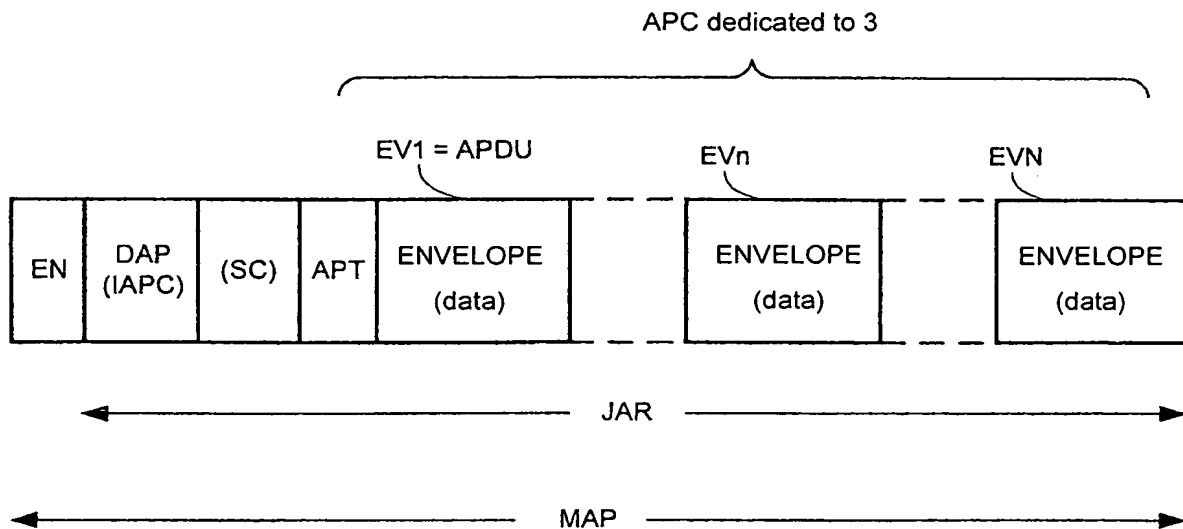 APC dedicated to 3
EV1 = APDU
EVn
EVN
EN
DAP
(IAPC)
(SC)
APT
ENVELOPE
(data)
ENVELOPE
(data)
ENVELOPE
(data)
JAR
MAP